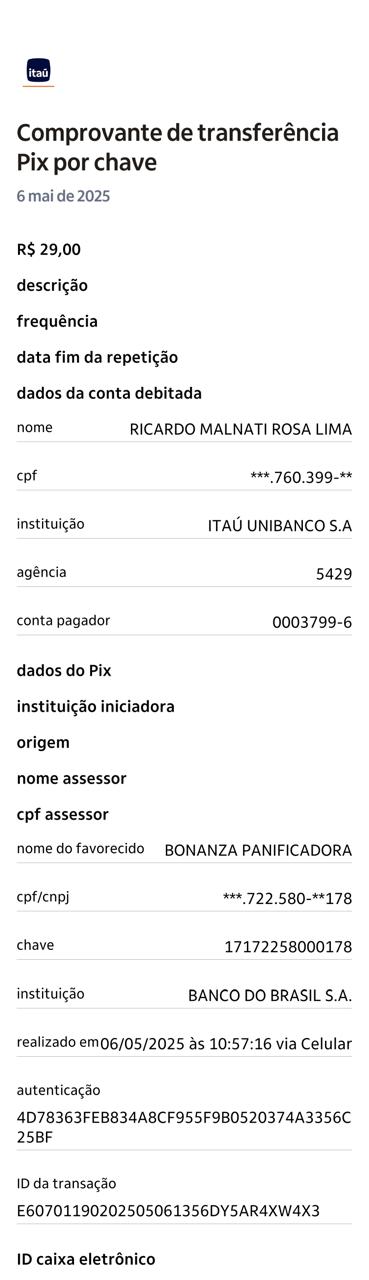 itaú
Comprovante de transferência
Pix por chave
6 mai de 2025
R$ 29,00
descrição
frequência
data fim da repetição
dados da conta debitada
nome RICARDO MALNATI ROSA LIMA
cpf ***.760.399-**
instituição ITAÚ UNIBANCO S.A
agência 5429
conta pagador 0003799-6
dados do Pix
instituição iniciadora
origem
nome assessor
cpf assessor
nome do favorecido BONANZA PANIFICADORA
cpf/cnpj ***.722.580-**178
chave 17172258000178
instituição BANCO DO BRASIL S.A.
realizado em 06/05/2025 às 10:57:16 via Celular
autenticação
4D78363FEB834A8CF955F9B0520374A3356C
25BF
ID da transação
E60701190202505061356DY5AR4XW4X3
ID caixa eletrônico